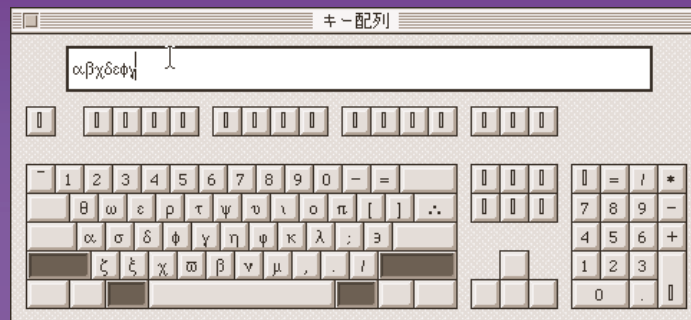 キー配列
αβχδεφγ
‾ 1 2 3 4 5 6 7 8 9 0 − = = / *
θ ω ε ρ τ ψ υ ι ο π [ ] ∴ 7 8 9 −
α σ δ ϕ γ η φ κ λ ; ∍ 4 5 6 +
ζ ξ χ ϖ β ν μ , . / 1 2 3
0 .